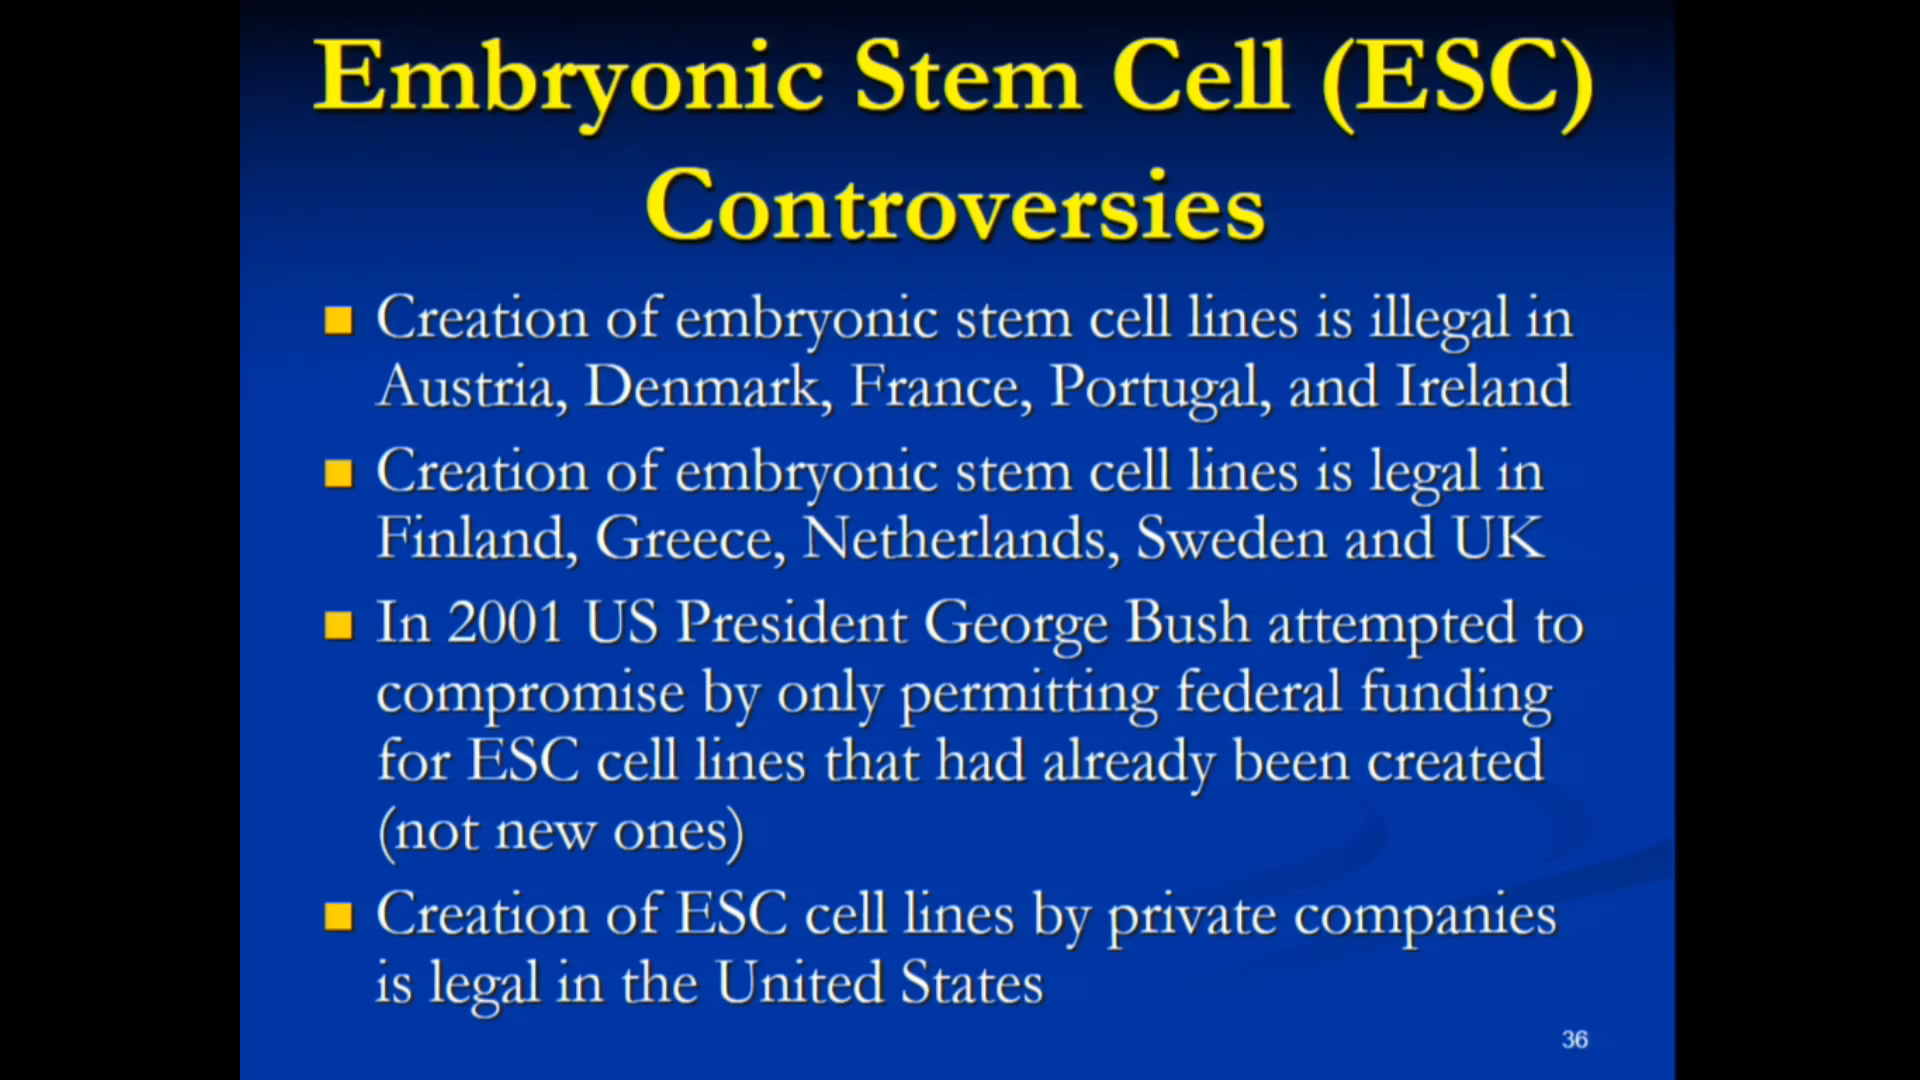 Embryonic Stem Cell (ESC)
Controversies
Creation of embryonic stem cell lines is illegal in
Austria, Denmark, France, Portugal, and Ireland
Creation of embryonic stem cell lines is legal in
Finland, Greece, Netherlands, Sweden and UK
In 2001 US President George Bush attempted to
compromise by only permitting federal funding
for ESC cell lines that had already been created
(not new ones)
Creation of ESC cell lines by private companies
is legal in the United States
36